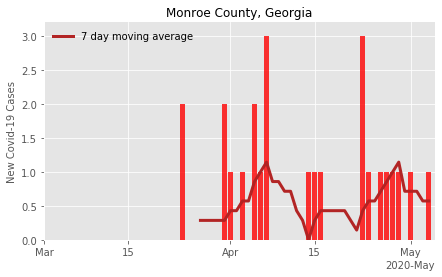 Monroe County, Georgia
7 day moving average
New Covid-19 Cases
3.0
2.5
2.0
1.5
1.0
0.5
0.0
Mar
15
Apr
15
May
2020-May